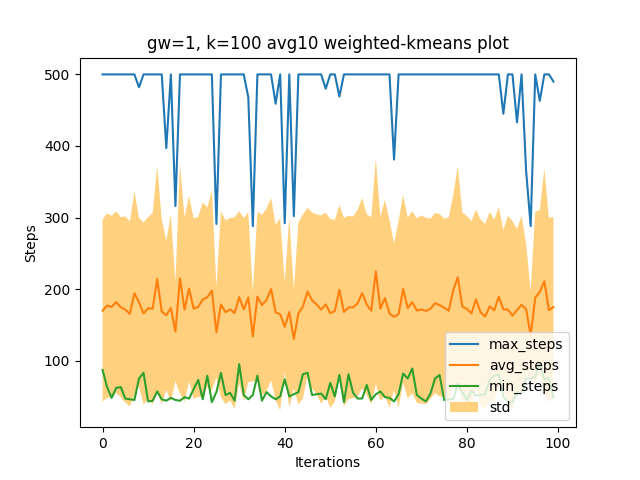 gw=1, k=100 avg10 weighted-kmeans plot
500
400
300
200
100
Steps
max_steps
avg_steps
min_steps
std
0 20 40 60 80 100
Iterations